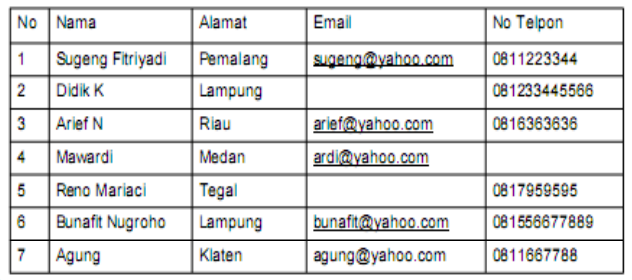 No Nama Alamat Email No Telpon
1 Sugeng Fitriyadi Pemalang sugeng@yahoo.com 0811223344
2 Didik K Lampung 081233445566
3 Arief N Riau arief@yahoo.com 0816363636
4 Mawardi Medan ardi@yahoo.com
5 Reno Mariaci Tegal 0817959595
6 Bunafit Nugroho Lampung bunafit@yahoo.com 081556677889
7 Agung Klaten agung@yahoo.com 0811667788